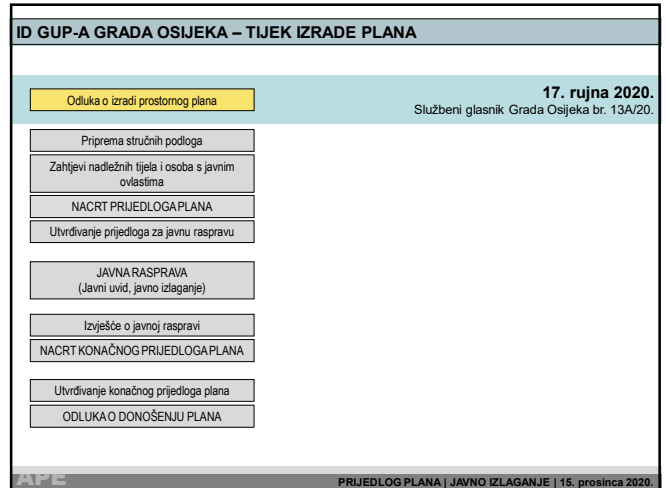 ID GUP-A GRADA OSIJEKA – TIJEK IZRADE PLANA
Odluka o izradi prostornog plana
17. rujna 2020.
Službeni glasnik Grada Osijeka br. 13A/20.
Priprema stručnih podloga
Zahtjevi nadležnih tijela i osoba s javnim
ovlastima
NACRT PRIJEDLOGA PLANA
Utvrđivanje prijedloga za javnu raspravu
JAVNA RASPRAVA
(Javni uvid, javno izlaganje)
Izvješće o javnoj raspravi
NACRT KONAČNOG PRIJEDLOGA PLANA
Utvrđivanje konačnog prijedloga plana
ODLUKA O DONOŠENJU PLANA
APE
PRIJEDLOG PLANA | JAVNO IZLAGANJE | 15. prosinca 2020.